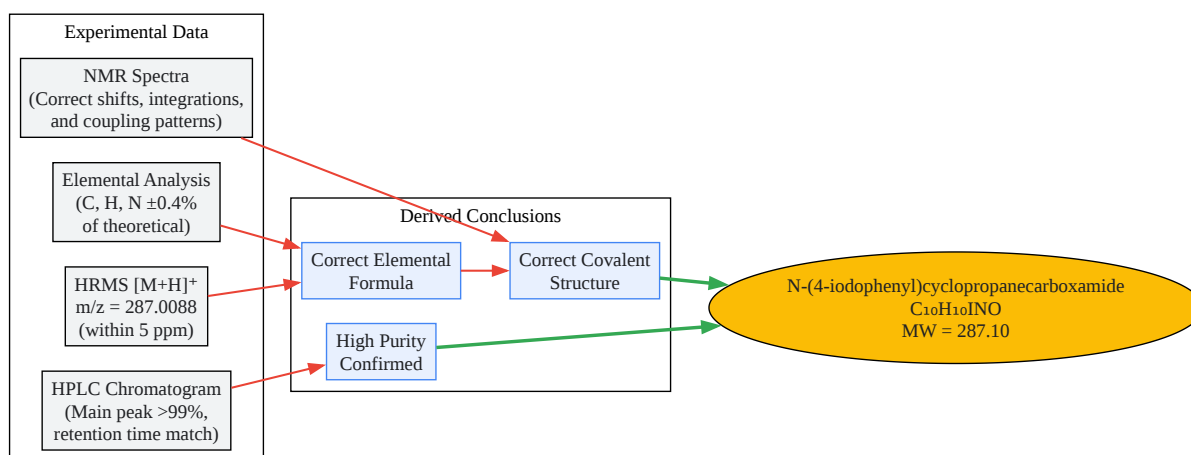 Experimental Data
NMR Spectra
(Correct shifts, integrations,
and coupling patterns)
Elemental Analysis
(C, H, N ±0.4%
of theoretical)
HRMS [M+H]⁺
m/z = 287.0088
(within 5 ppm)
HPLC Chromatogram
(Main peak >99%,
retention time match)
Derived Conclusions
Correct Elemental
Formula
Correct Covalent
Structure
High Purity
Confirmed
N-(4-iodophenyl)cyclopropanecarboxamide
C₁₀H₁₀INO
MW = 287.10